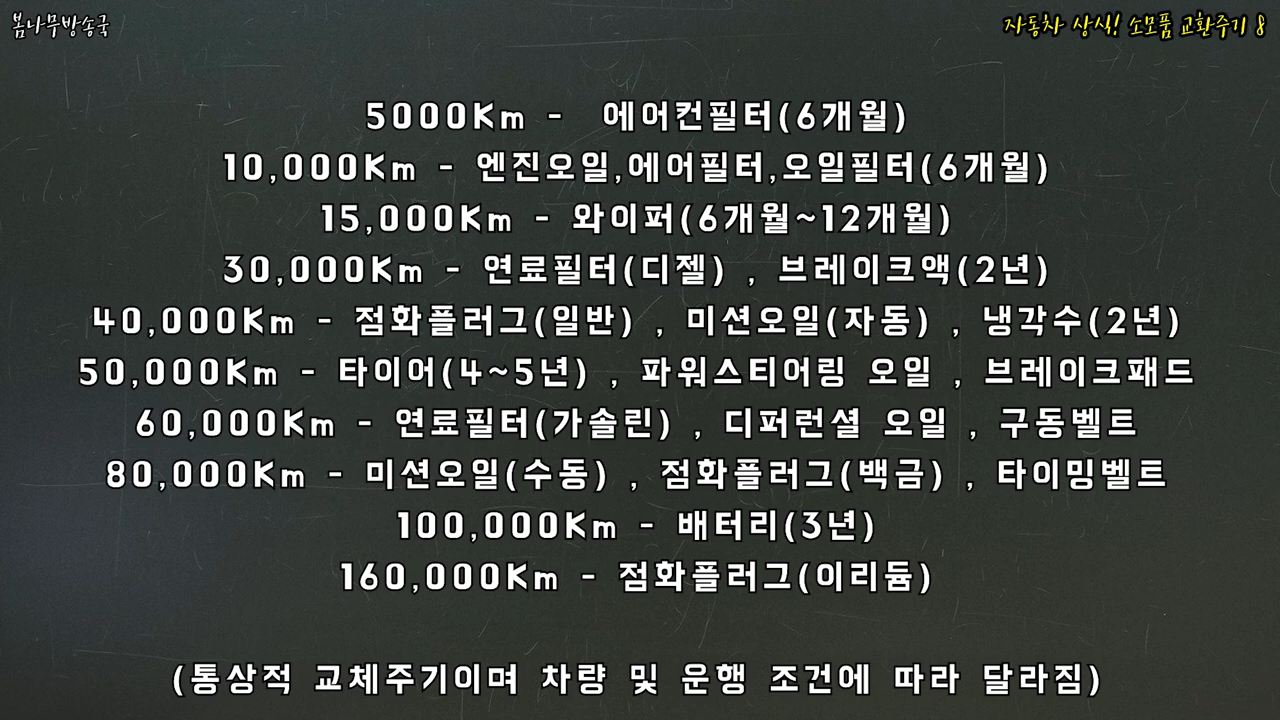 봄나무방송국
자동차 상식! 소모품 교환주기 8
5000Km - 에어컨필터(6개월)
10,000Km - 엔진오일,에어필터,오일필터(6개월)
15,000Km - 와이퍼(6개월~12개월)
30,000Km - 연료필터(디젤) , 브레이크액(2년)
40,000Km - 점화플러그(일반) , 미션오일(자동) , 냉각수(2년)
50,000Km - 타이어(4~5년) , 파워스티어링 오일 , 브레이크패드
60,000Km - 연료필터(가솔린) , 디퍼런셜 오일 , 구동벨트
80,000Km - 미션오일(수동) , 점화플러그(백금) , 타이밍벨트
100,000Km - 배터리(3년)
160,000Km - 점화플러그(이리듐)
(통상적 교체주기이며 차량 및 운행 조건에 따라 달라짐)